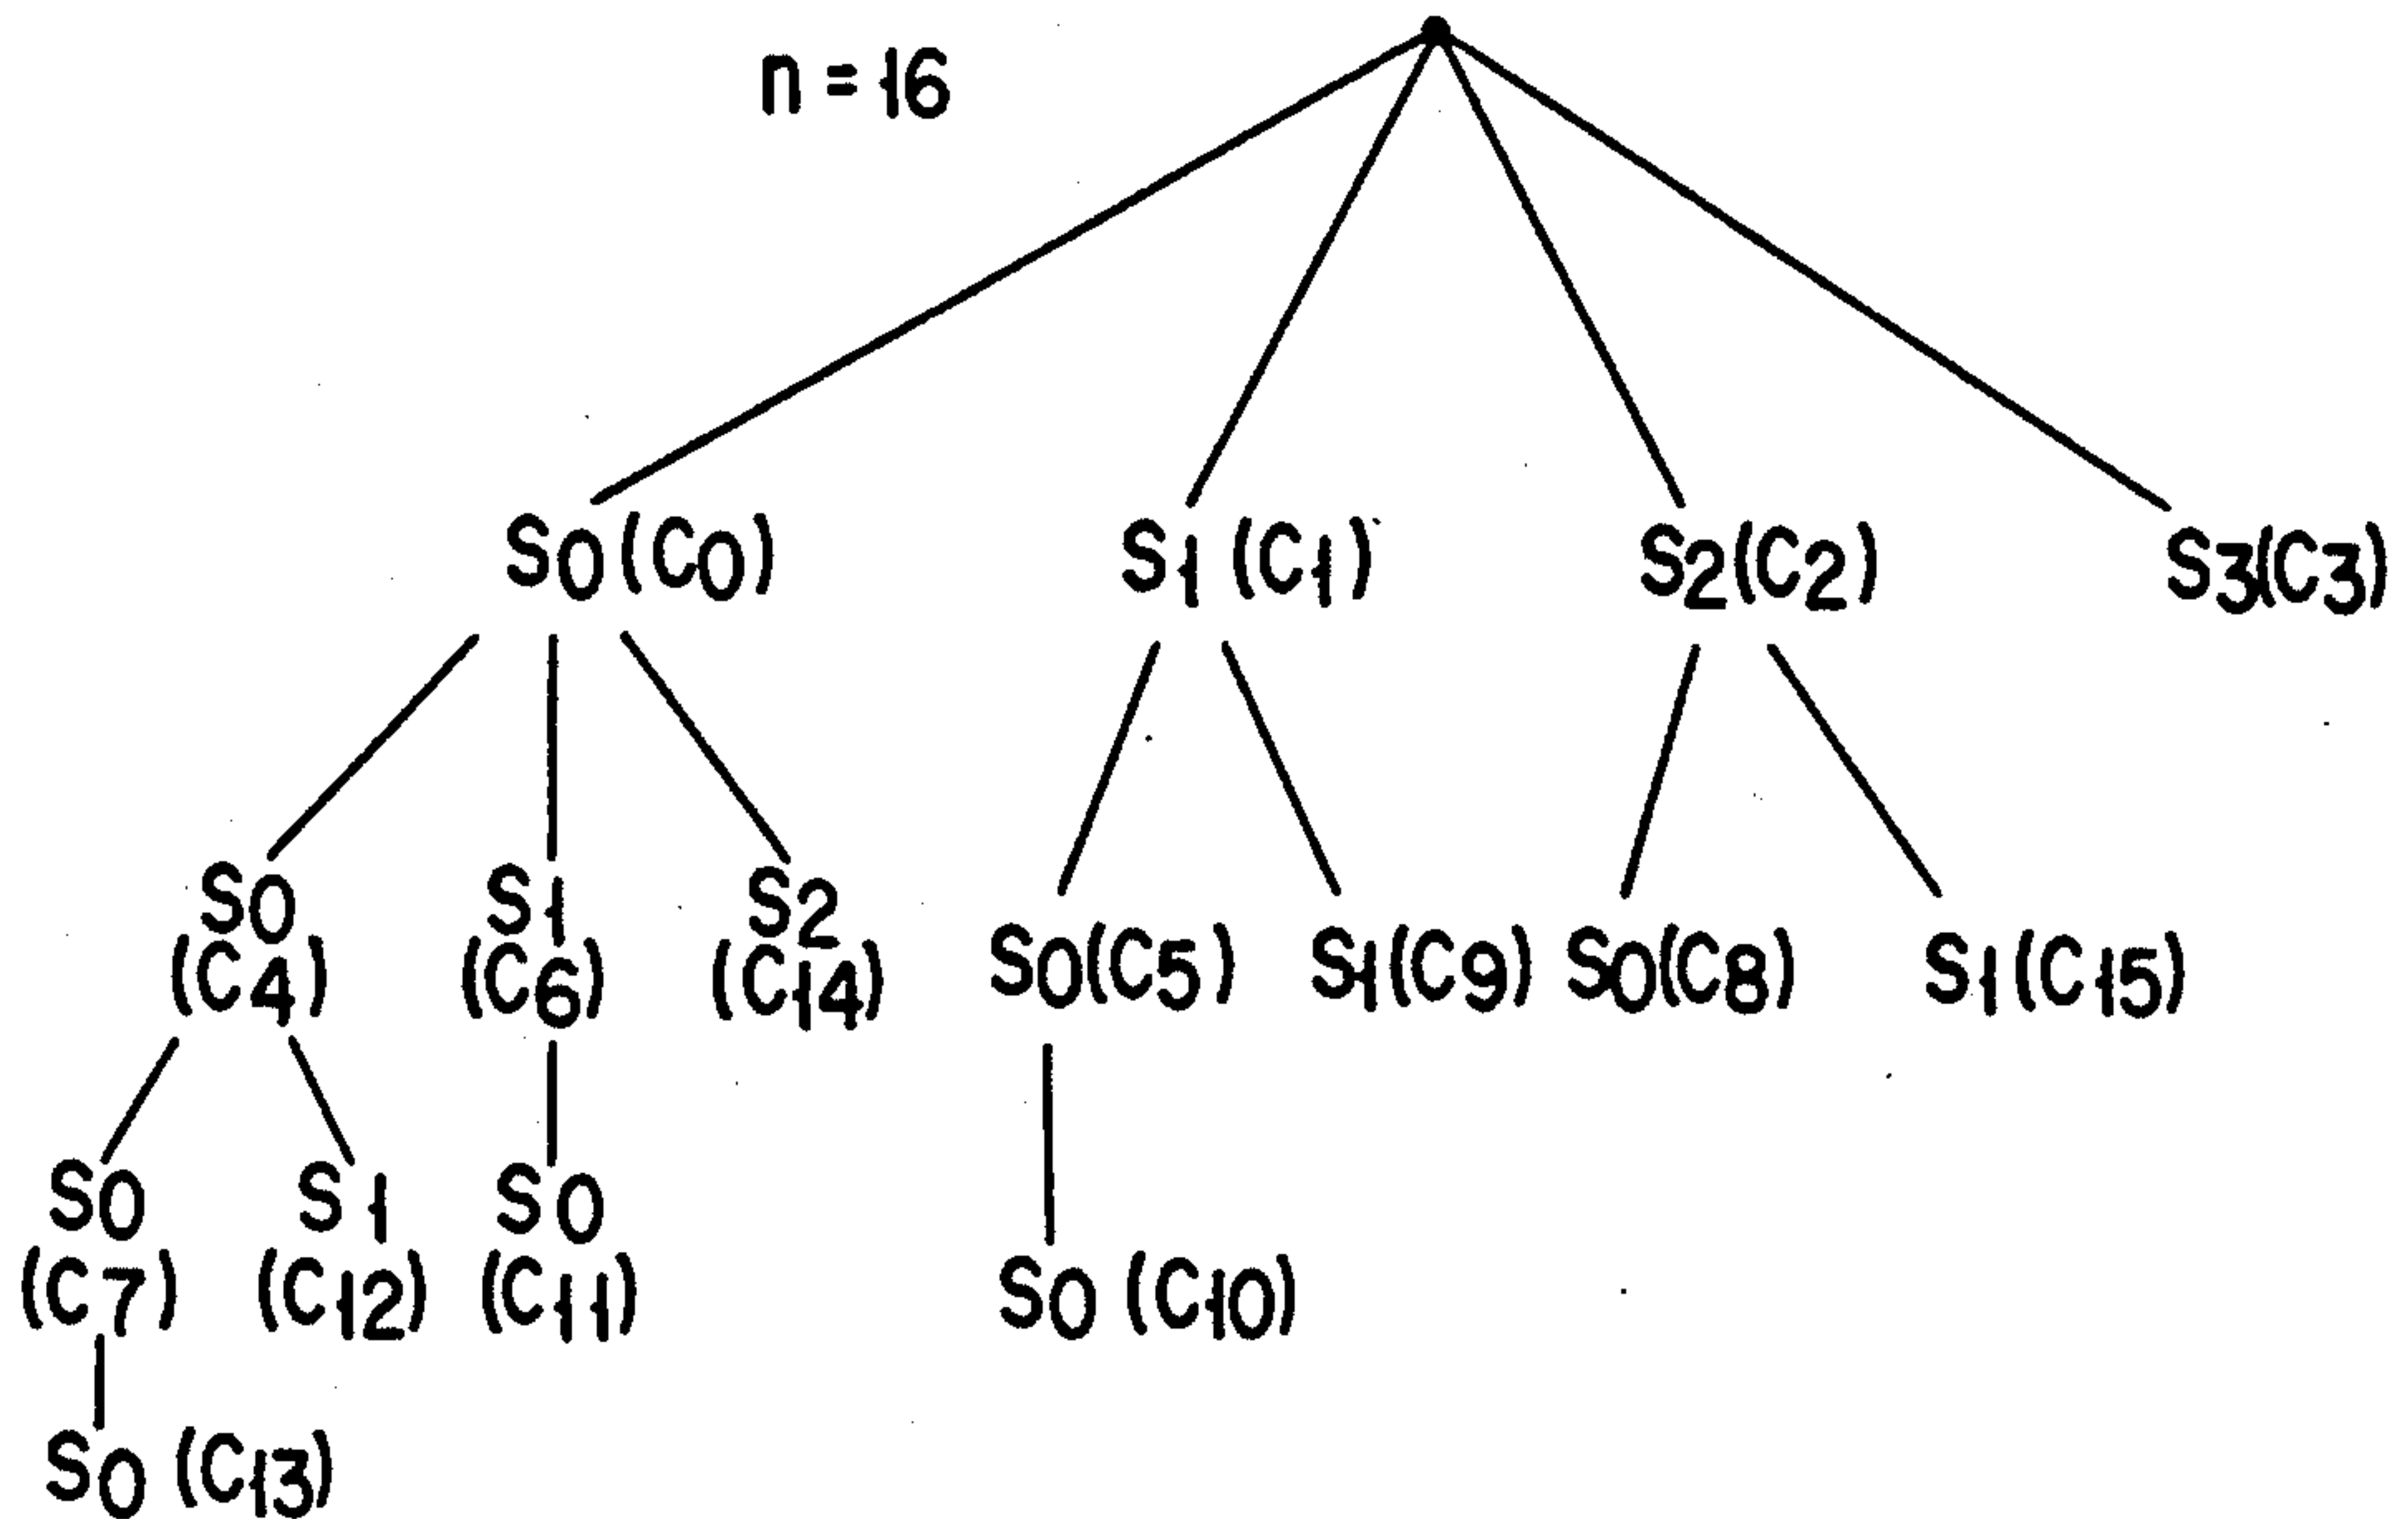 n = 16
S0 (C0) S1 (C1) S2(C2) S3(C3)
S0 S1 S2
(C4) (C6) (C14) S0(C5) S1(C9) S0(C8) S1(C15)
S0 S1 S0
(C7) (C12) (C11) S0 (C10)
S0 (C13)